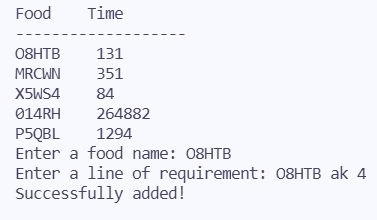 Food    Time
-------------------
O8HTB    131
MRCWN    351
X5WS4    84
014RH    264882
P5QBL    1294
Enter a food name: O8HTB
Enter a line of requirement: O8HTB ak 4
Successfully added!